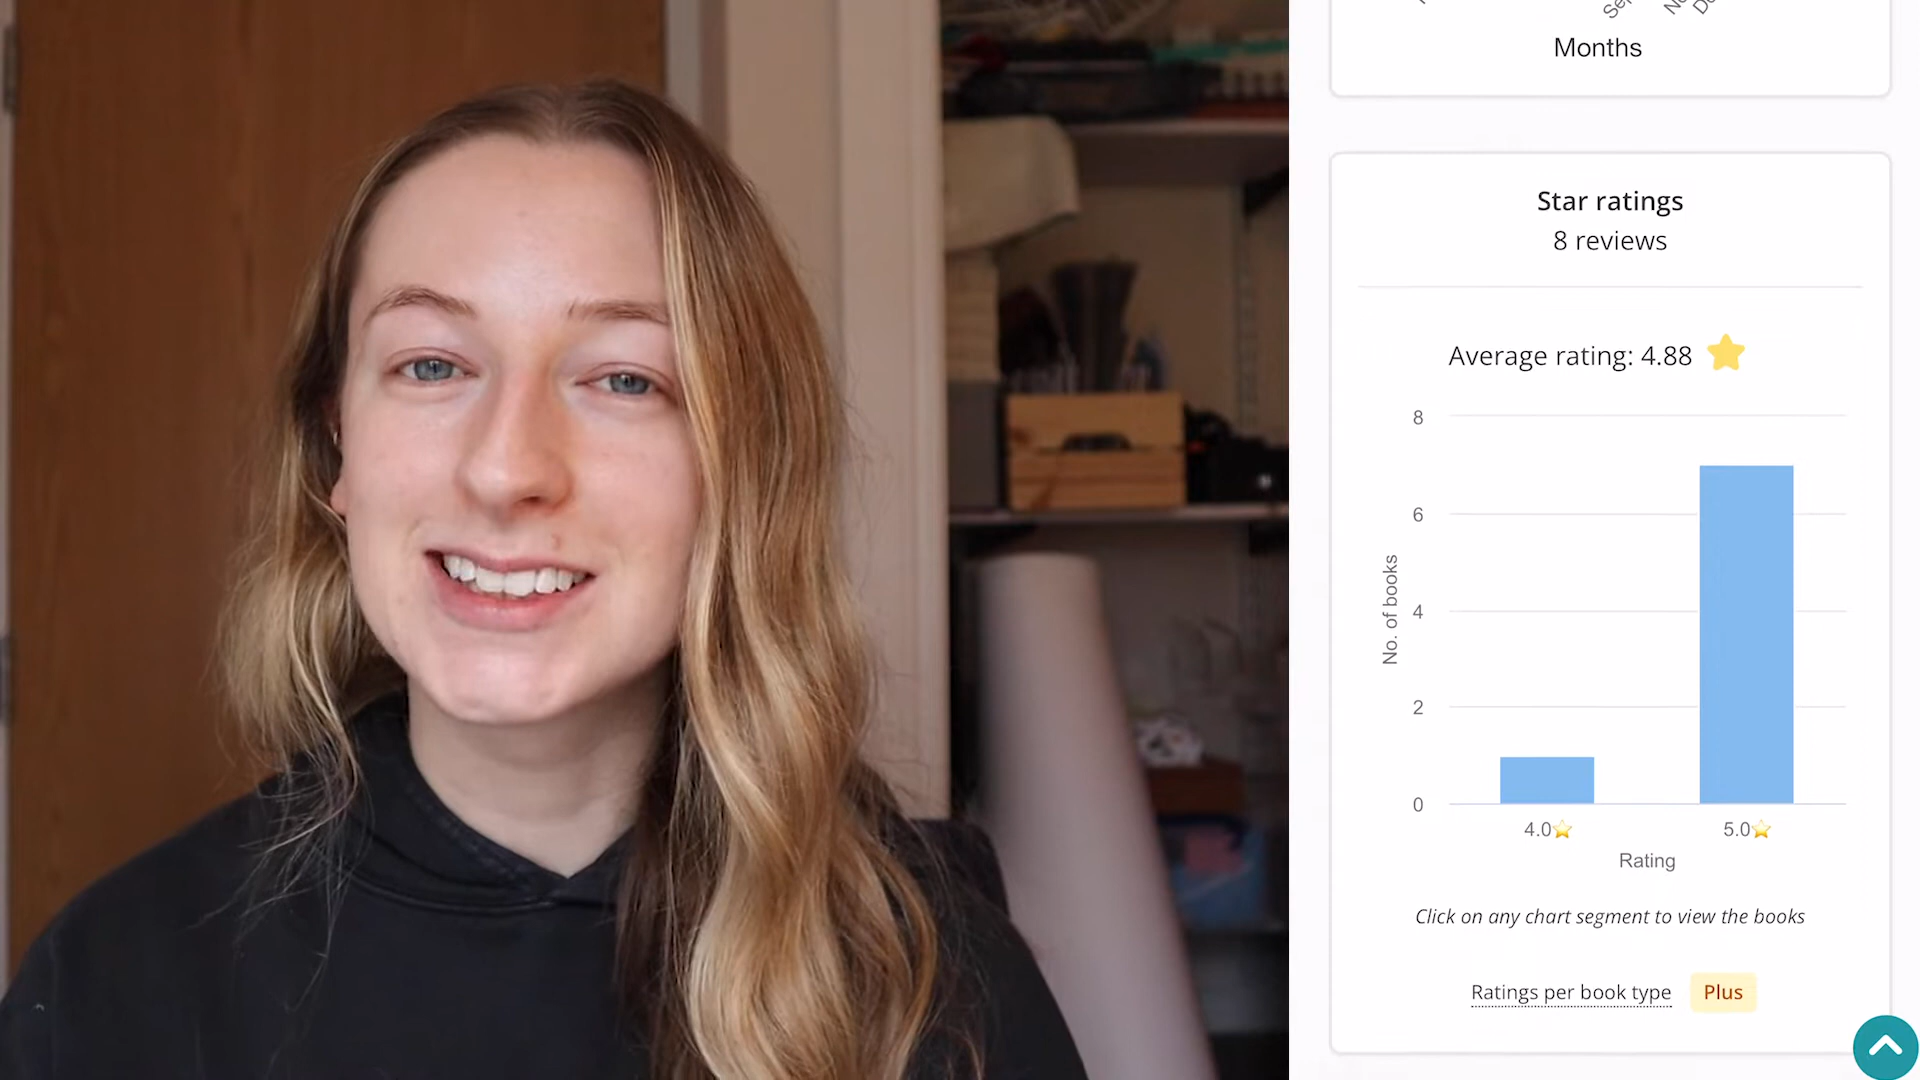 Months
Star ratings
8 reviews
Average rating: 4.88
8
6
4
2
0
No. of books
4.0⭐
5.0⭐
Rating
Click on any chart segment to view the books
Ratings per book type
Plus